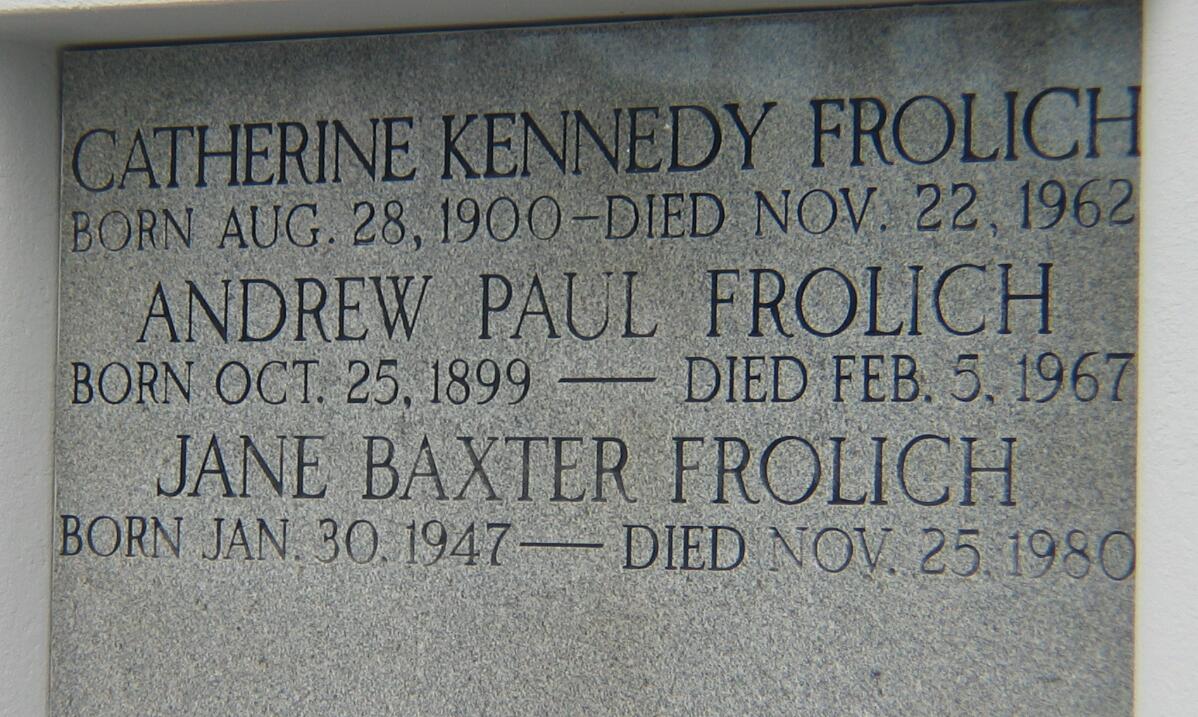 CATHERINE KENNEDY FROLICH
BORN AUG. 28, 1900–DIED NOV. 22, 1962
ANDREW PAUL FROLICH
BORN OCT. 25, 1899 — DIED FEB. 5, 1967
JANE BAXTER FROLICH
BORN JAN. 30. 1947 — DIED NOV. 25. 1980